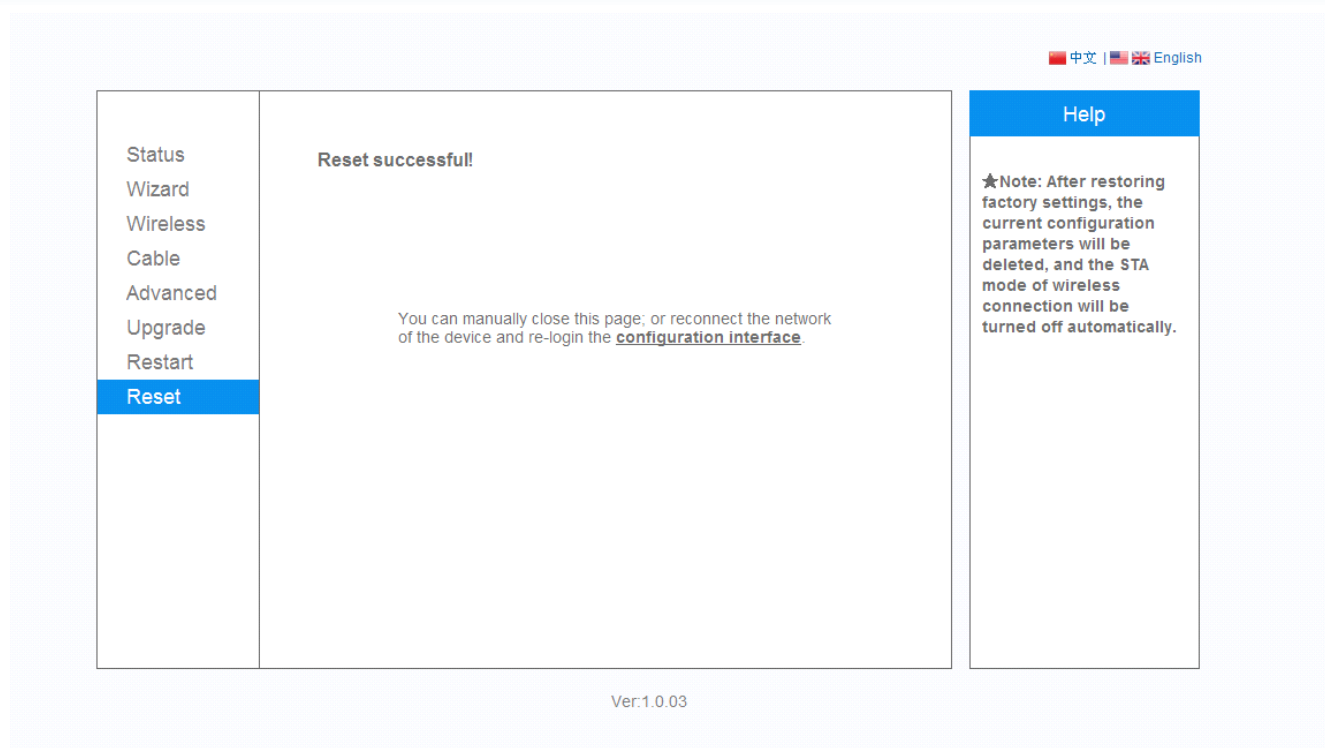 中文 | English
Status
Wizard
Wireless
Cable
Advanced
Upgrade
Restart
Reset
Reset successful!
You can manually close this page; or reconnect the network
of the device and re-login the configuration interface.
Help
★Note: After restoring
factory settings, the
current configuration
parameters will be
deleted, and the STA
mode of wireless
connection will be
turned off automatically.
Ver:1.0.03